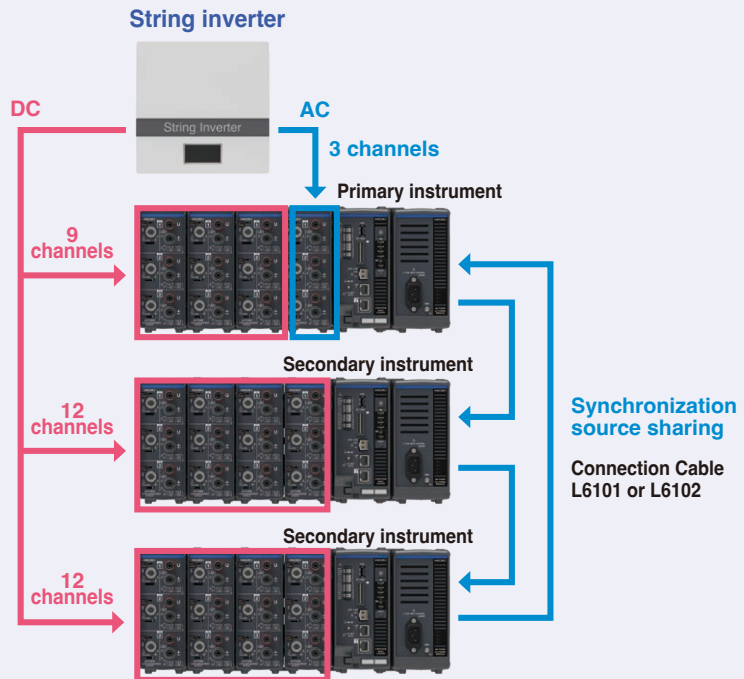 String inverter
DC
AC
String Inverter
3 channels
Primary instrument
9
channels
Secondary instrument
12
channels
Synchronization
source sharing
Connection Cable
L6101 or L6102
Secondary instrument
12
channels